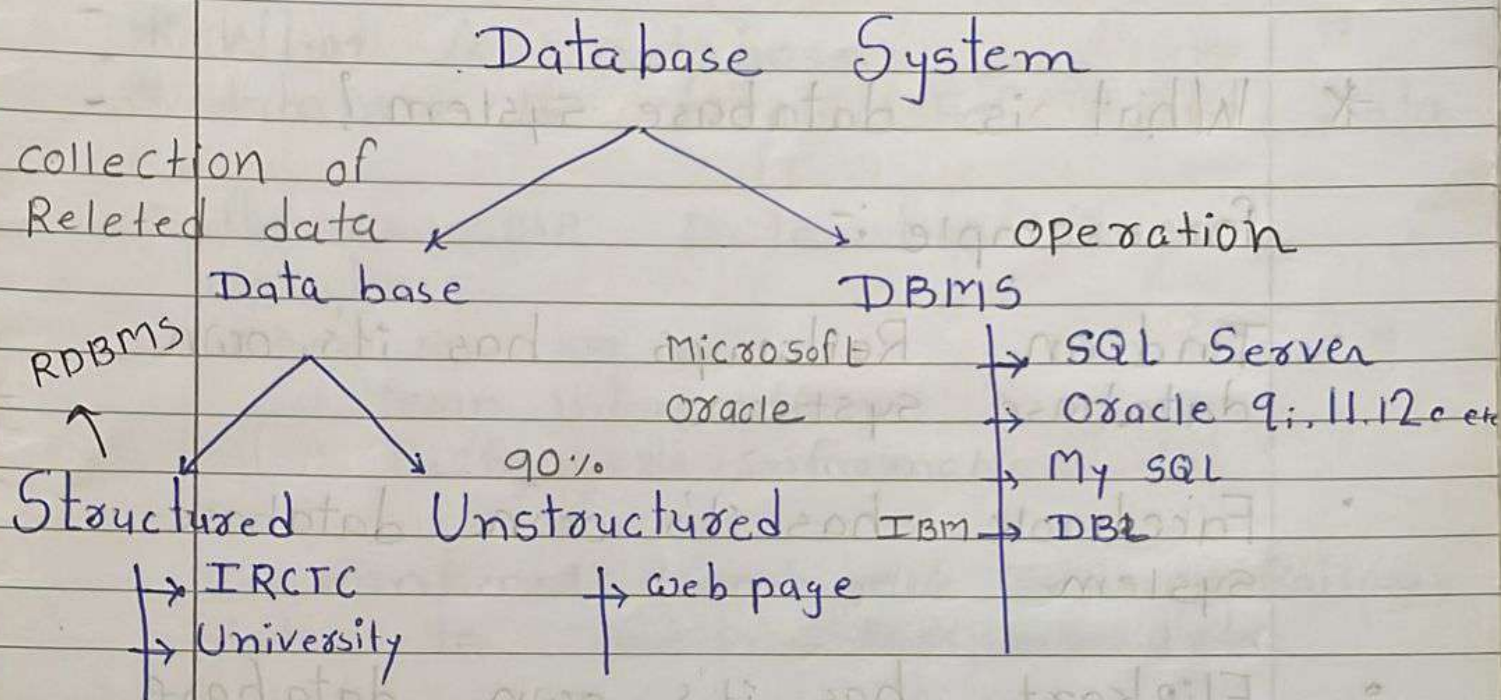 Database System
collection of
Releted data
operation
Data base
DBMS
RDBMS
Microsoft → SQL Server
Oracle → Oracle 9i, 11, 12c etc
→ My SQL
90%
Structured
Unstructured
IBM → DB2
→ IRCTC
→ web page
→ University